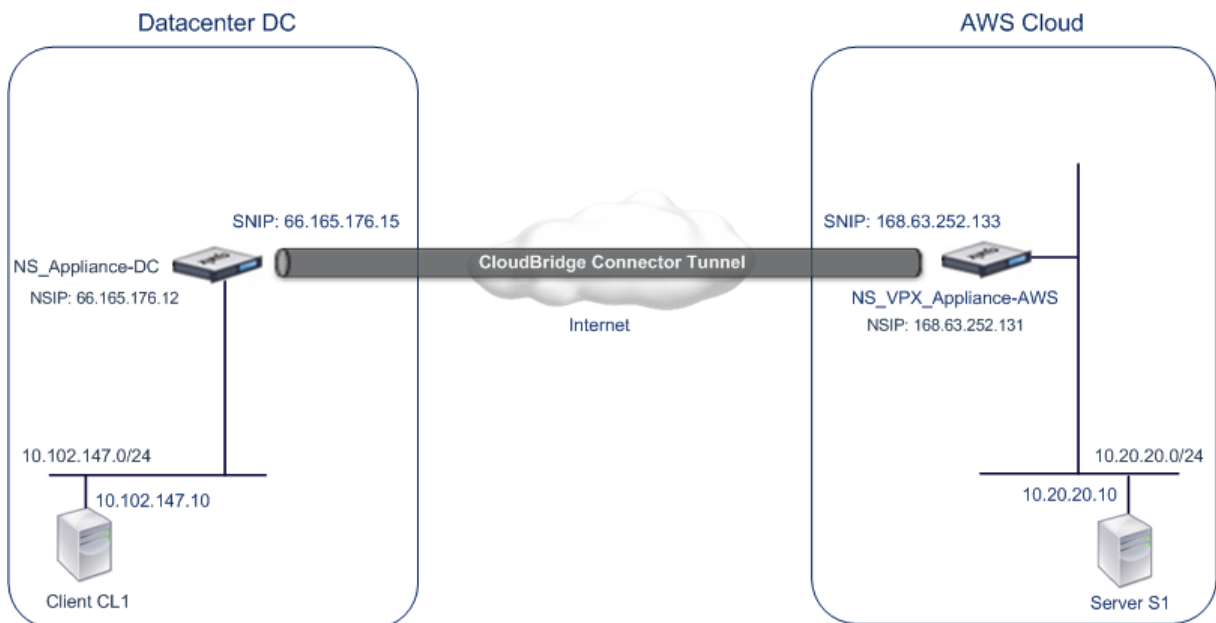 Datacenter DC
AWS Cloud
SNIP: 66.165.176.15
SNIP: 168.63.252.133
CloudBridge Connector Tunnel
NS_Appliance-DC
NSIP: 66.165.176.12
Internet
NS_VPX_Appliance-AWS
NSIP: 168.63.252.131
10.102.147.0/24
10.20.20.0/24
10.102.147.10
10.20.20.10
Client CL1
Server S1